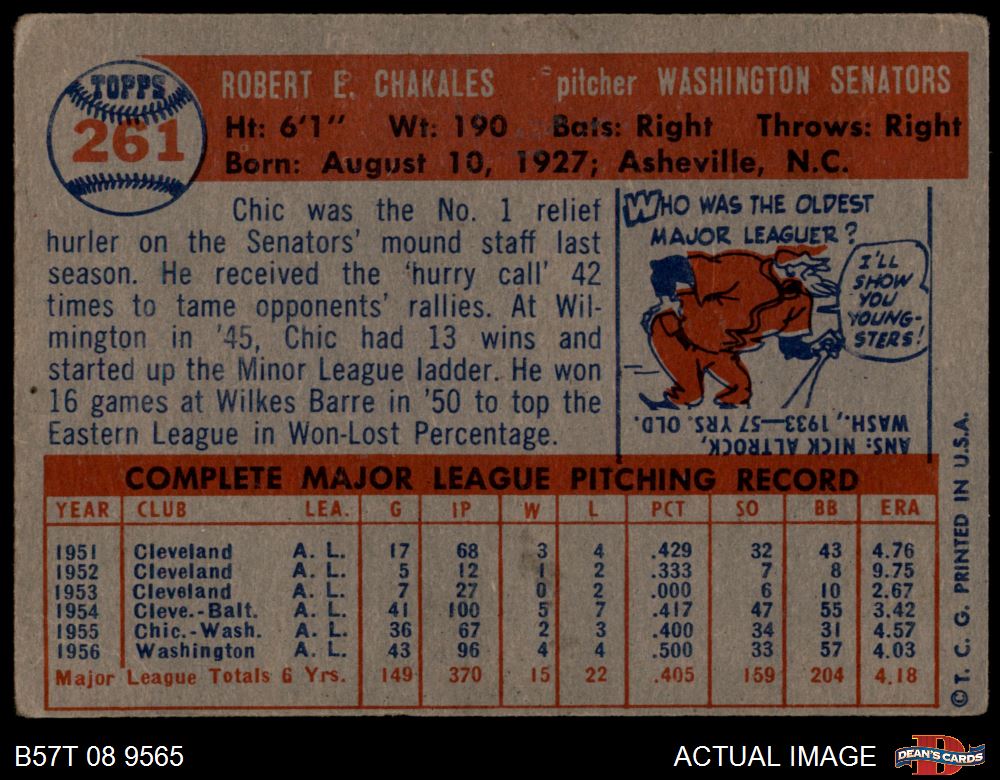 TOPPS
261
ROBERT E. CHAKALES pitcher WASHINGTON SENATORS
Ht: 6'1" Wt: 190 Bats: Right Throws: Right
Born: August 10, 1927; Asheville, N.C.
Chic was the No. 1 relief
hurler on the Senators' mound staff last
season. He received the 'hurry call' 42
times to tame opponents' rallies. At Wil-
mington in '45, Chic had 13 wins and
started up the Minor League ladder. He won
16 games at Wilkes Barre in '50 to top the
Eastern League in Won-Lost Percentage.
WHO WAS THE OLDEST
MAJOR LEAGUER?
I'LL
SHOW
YOU
YOUNG-
STERS!
ANS: NICK ALTROCK,
WASH., 1933-57 YRS. OLD.
COMPLETE MAJOR LEAGUE PITCHING RECORD
YEAR CLUB LEA. G IP W L PCT SO BB ERA
1951 Cleveland A. L. 17 68 3 4 .429 32 43 4.76
1952 Cleveland A. L. 5 12 1 2 .333 7 8 9.75
1953 Cleveland A. L. 7 27 0 2 .000 6 10 2.67
1954 Cleve.-Balt. A. L. 41 100 5 7 .417 47 55 3.42
1955 Chic.-Wash. A. L. 36 67 2 3 .400 34 31 4.57
1956 Washington A. L. 43 96 4 4 .500 33 57 4.03
Major League Totals 6 Yrs. 149 370 15 22 .405 159 204 4.18
© T. C. G. PRINTED IN U.S.A.
B57T 08 9565
ACTUAL IMAGE
D
DEAN'S CARDS